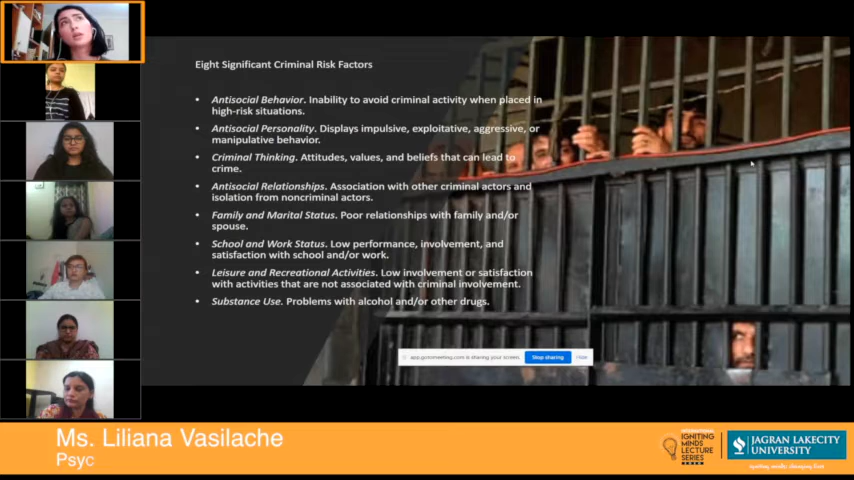 Eight Significant Criminal Risk Factors
• Antisocial Behavior. Inability to avoid criminal activity when placed in
high-risk situations.
• Antisocial Personality. Displays impulsive, exploitative, aggressive, or
manipulative behavior.
• Criminal Thinking. Attitudes, values, and beliefs that can lead to
crime.
• Antisocial Relationships. Association with other criminal actors and
isolation from noncriminal actors.
• Family and Marital Status. Poor relationships with family and/or
spouse.
• School and Work Status. Low performance, involvement, and
satisfaction with school and/or work.
• Leisure and Recreational Activities. Low involvement or satisfaction
with activities that are not associated with criminal involvement.
• Substance Use. Problems with alcohol and/or other drugs.
app.gotomeeting.com is sharing your screen.
Stop sharing
Hide
Ms. Liliana Vasilache
Psyc
INTERNATIONAL
IGNITING
MINDS
LECTURE
SERIES
JAGRAN LAKECITY
UNIVERSITY